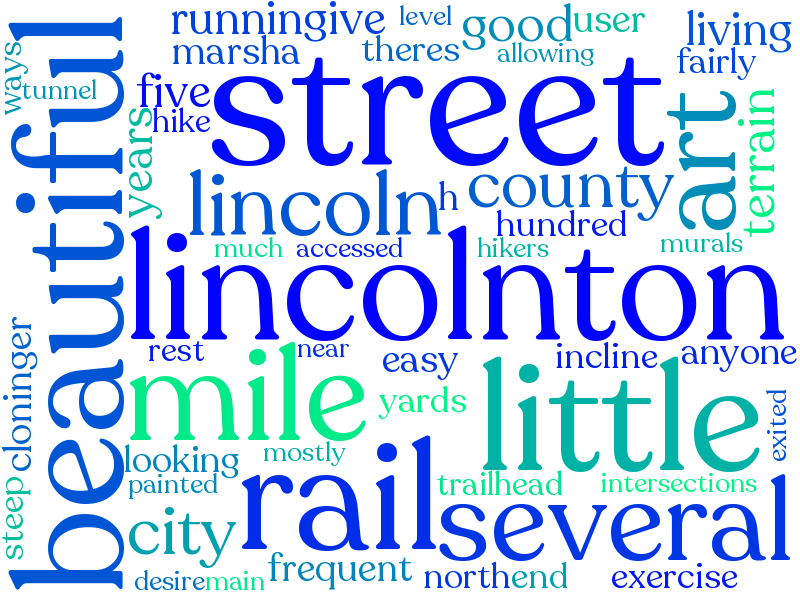 runningive level good user living
marsha theres allowing fairly
ways tunnel five street
hike years art terrain
beautiful lincoln h county
hundred murals
much accessed hikers
lincolnton
rest near easy incline anyone
cloninger mile yards little exited
looking mostly
steep painted rail trailhead intersections
city several
desire main frequent north end exercise